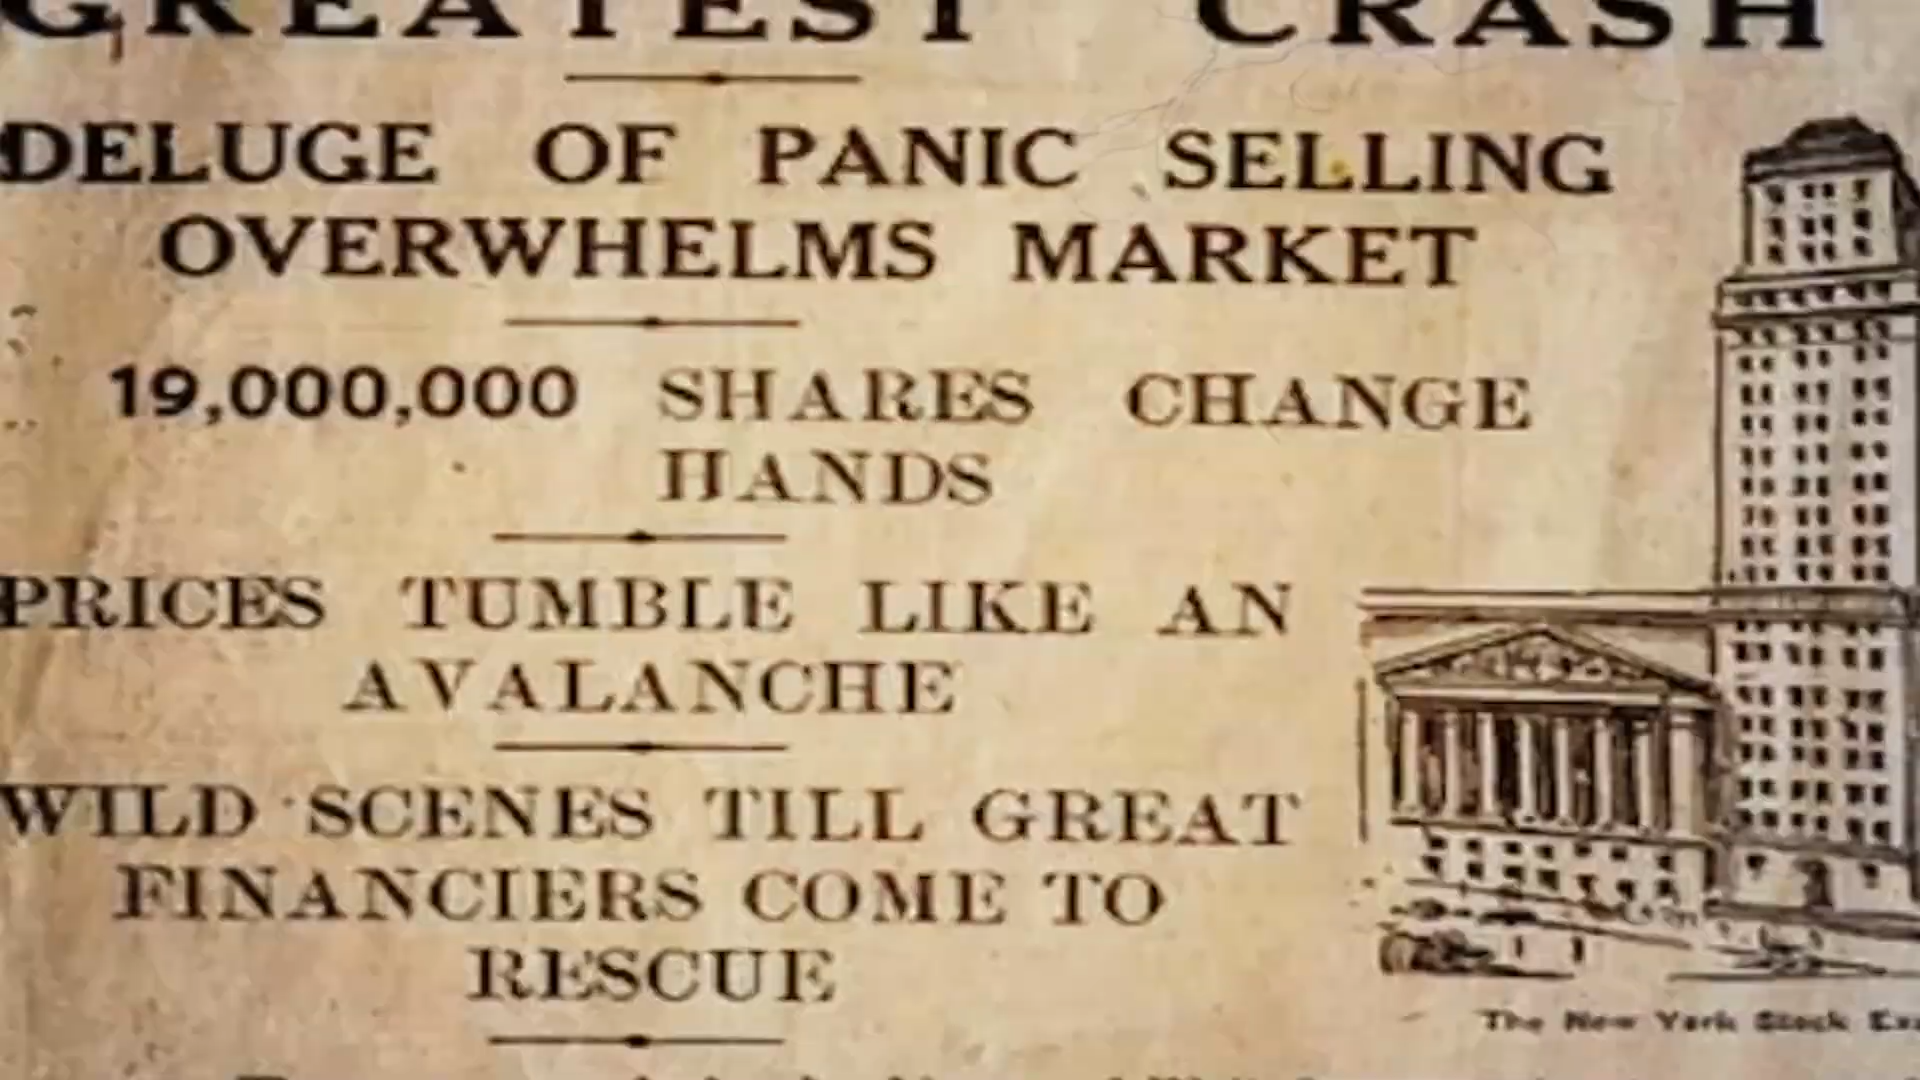 GREATEST CRASH
DELUGE OF PANIC SELLING
OVERWHELMS MARKET
19,000,000 SHARES CHANGE
HANDS
PRICES TUMBLE LIKE AN
AVALANCHE
WILD SCENES TILL GREAT
FINANCIERS COME TO
RESCUE
The New York Stock